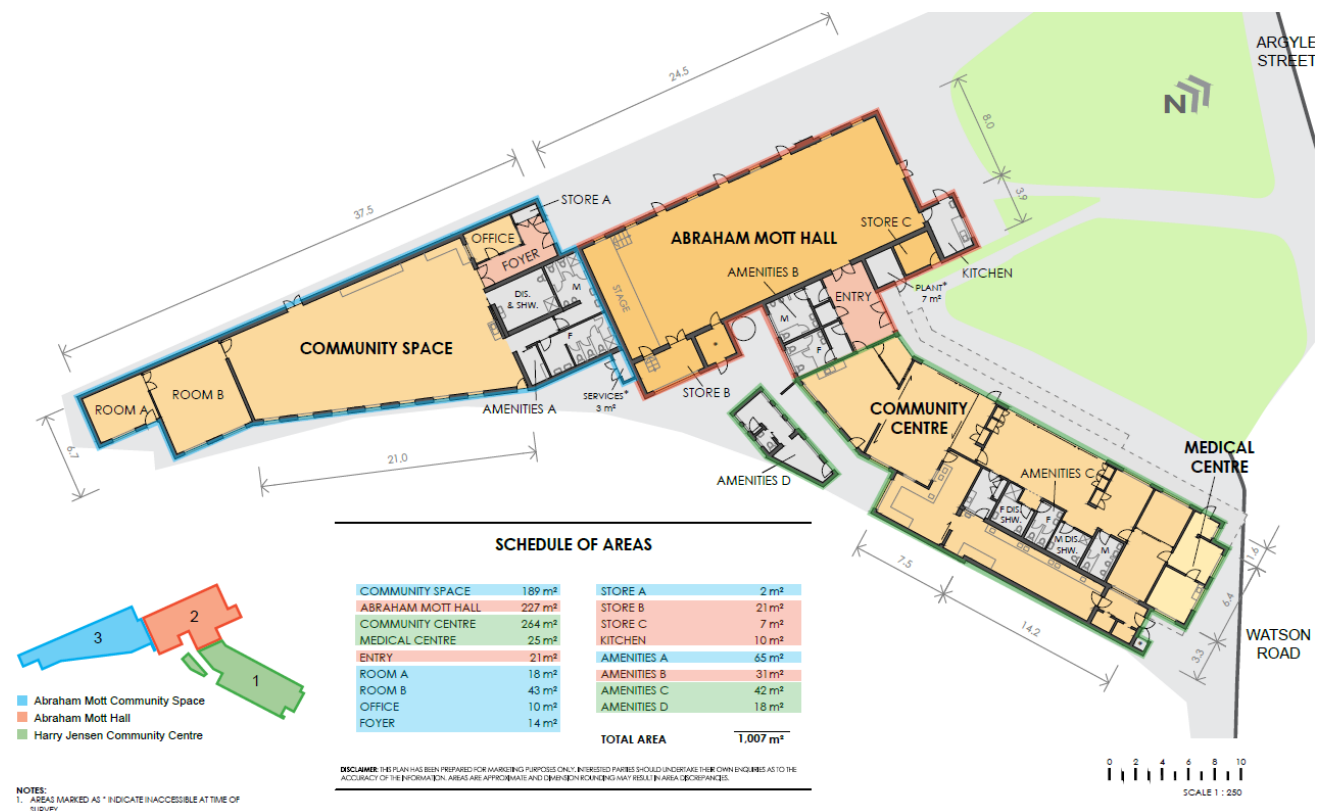 ARGYLE
STREET
N
24.5
8.0
3.9
37.5
STORE A
OFFICE
FOYER
ABRAHAM MOTT HALL
STORE C
KITCHEN
AMENITIES B
PLANT*
7 m²
ENTRY
STAGE
DIS.
& SHW.
M
F
M
F
COMMUNITY SPACE
ROOM B
ROOM A
6.7
21.0
AMENITIES A
SERVICES*
3 m²
STORE B
COMMUNITY
CENTRE
AMENITIES D
MEDICAL
CENTRE
AMENITIES C
F DIS.
SHW.
F
M DIS.
SHW.
M
7.5
14.2
1.6
6.4
3.3
WATSON
ROAD
SCHEDULE OF AREAS
COMMUNITY SPACE 189 m²
ABRAHAM MOTT HALL 227 m²
COMMUNITY CENTRE 264 m²
MEDICAL CENTRE 25 m²
ENTRY 21 m²
ROOM A 18 m²
ROOM B 43 m²
OFFICE 10 m²
FOYER 14 m²
STORE A 2 m²
STORE B 21 m²
STORE C 7 m²
KITCHEN 10 m²
AMENITIES A 65 m²
AMENITIES B 31 m²
AMENITIES C 42 m²
AMENITIES D 18 m²
TOTAL AREA 1,007 m²
3
2
1
Abraham Mott Community Space
Abraham Mott Hall
Harry Jensen Community Centre
DISCLAIMER: THIS PLAN HAS BEEN PREPARED FOR MARKETING PURPOSES ONLY. INTERESTED PARTIES SHOULD UNDERTAKE THEIR OWN ENQUIRIES AS TO THE
ACCURACY OF THE INFORMATION. AREAS ARE APPROXIMATE AND DIMENSION ROUNDING MAY RESULT IN AREA DISCREPANCIES.
NOTES:
1. AREAS MARKED AS * INDICATE INACCESSIBLE AT TIME OF
SURVEY
0 2 4 6 8 10
SCALE 1 : 250